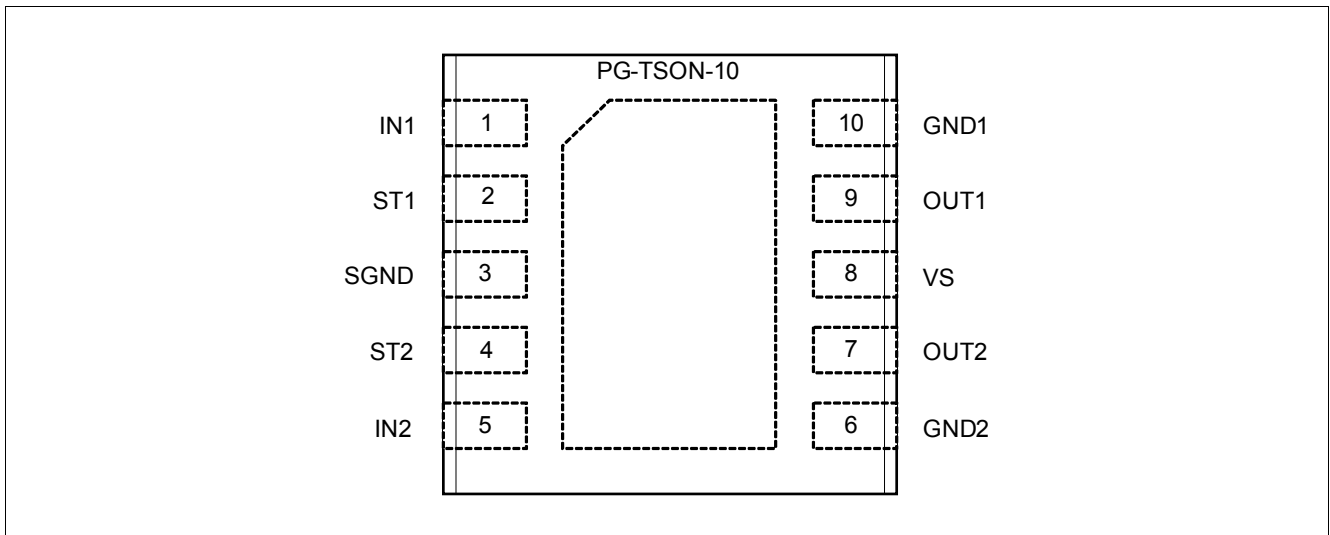 PG-TSON-10
IN1 1 10 GND1
ST1 2 9 OUT1
SGND 3 8 VS
ST2 4 7 OUT2
IN2 5 6 GND2